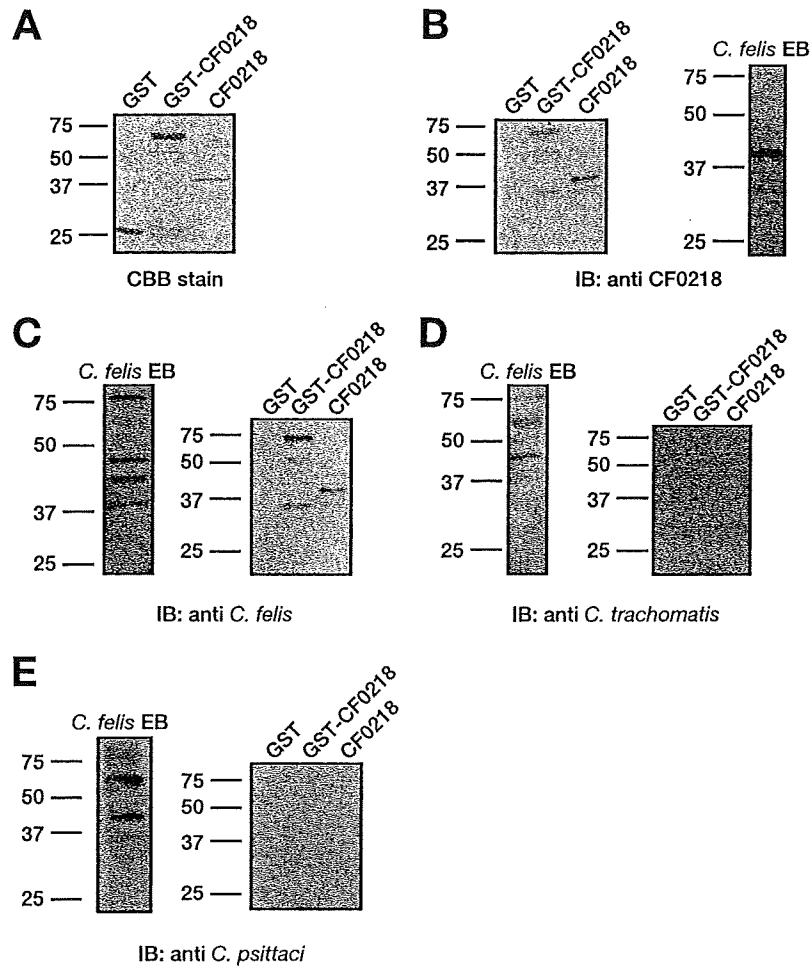 A
GST
GST-CF0218
CF0218
75
50
37
25
CBB stain
B
GST
GST-CF0218
CF0218
75
50
37
25
C. felis EB
75
50
37
25
IB: anti CF0218
C
C. felis EB
75
50
37
25
GST
GST-CF0218
CF0218
75
50
37
25
IB: anti C. felis
D
C. felis EB
75
50
37
25
GST
GST-CF0218
CF0218
75
50
37
25
IB: anti C. trachomatis
E
C. felis EB
75
50
37
25
GST
GST-CF0218
CF0218
75
50
37
25
IB: anti C. psittaci